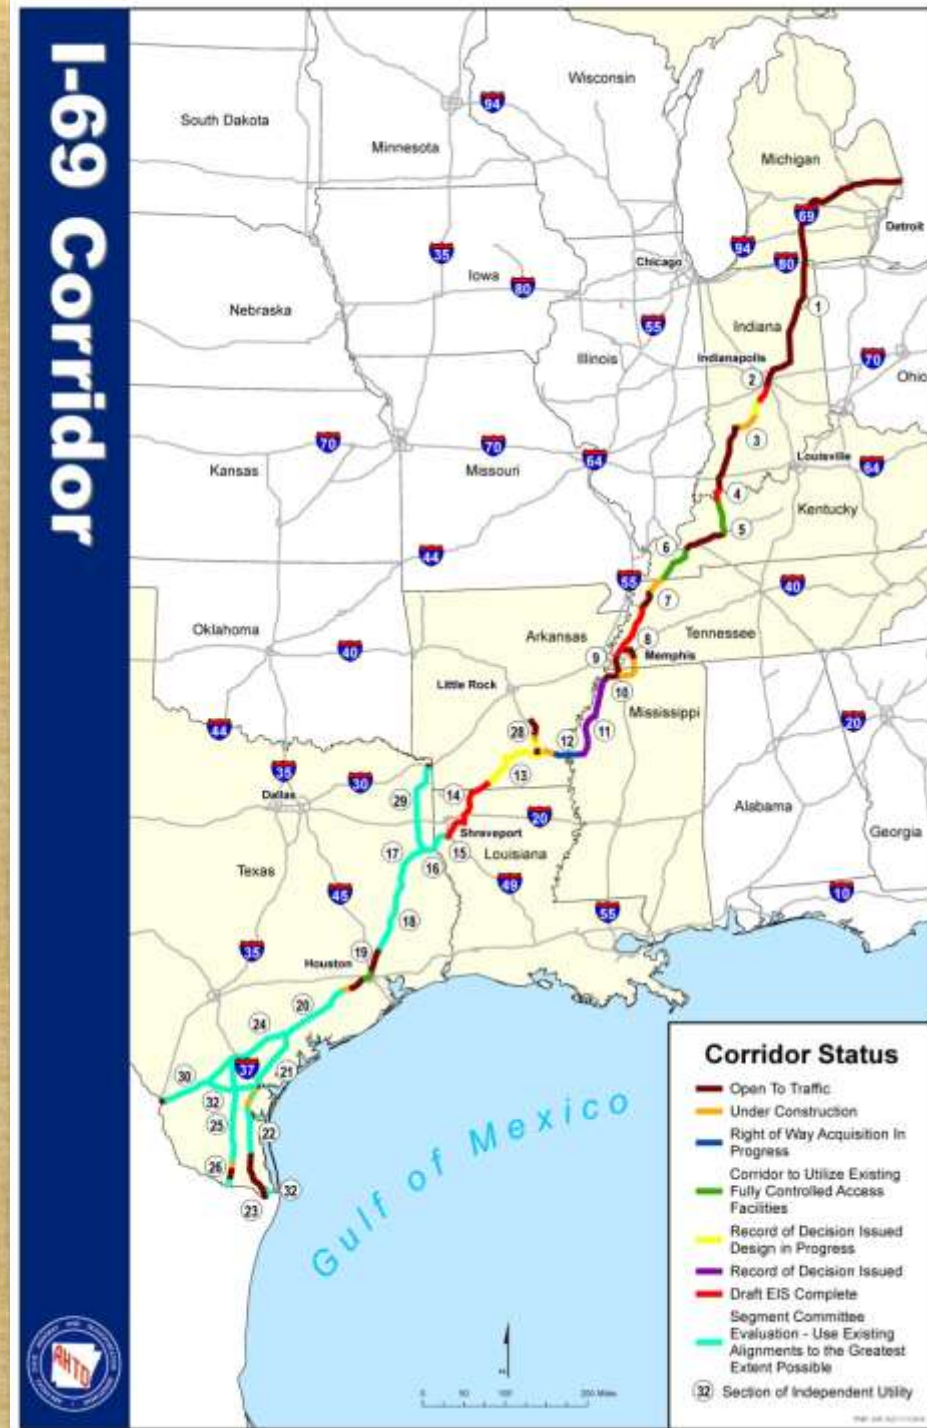 I-69 Corridor
Wisconsin
94
South Dakota
Minnesota
Michigan
69
Detroit
94
35
Chicago
80
Iowa
80
1
Nebraska
55
Indiana
Illinois
Indianapolis
70
2
Ohio
70
70
3
Kansas
Missouri
64
Louisville
64
4
Kentucky
5
6
44
55
40
7
Oklahoma
Arkansas
8
Tennessee
40
9
Memphis
Little Rock
10
Mississippi
44
28
11
20
12
35
30
13
Dallas
29
14
Alabama
20
Shreveport
Georgia
17
15
Louisiana
Texas
16
49
45
10
18
55
35
19
Houston
20
24
37
30
21
32
25
22
26
32
23
Gulf of Mexico
Corridor Status
Open To Traffic
Under Construction
Right of Way Acquisition In
Progress
Corridor to Utilize Existing
Fully Controlled Access
Facilities
Record of Decision Issued
Design in Progress
Record of Decision Issued
Draft EIS Complete
Segment Committee
Evaluation - Use Existing
Alignments to the Greatest
Extent Possible
32 Section of Independent Utility
AHTD
0 50 100 200 Miles